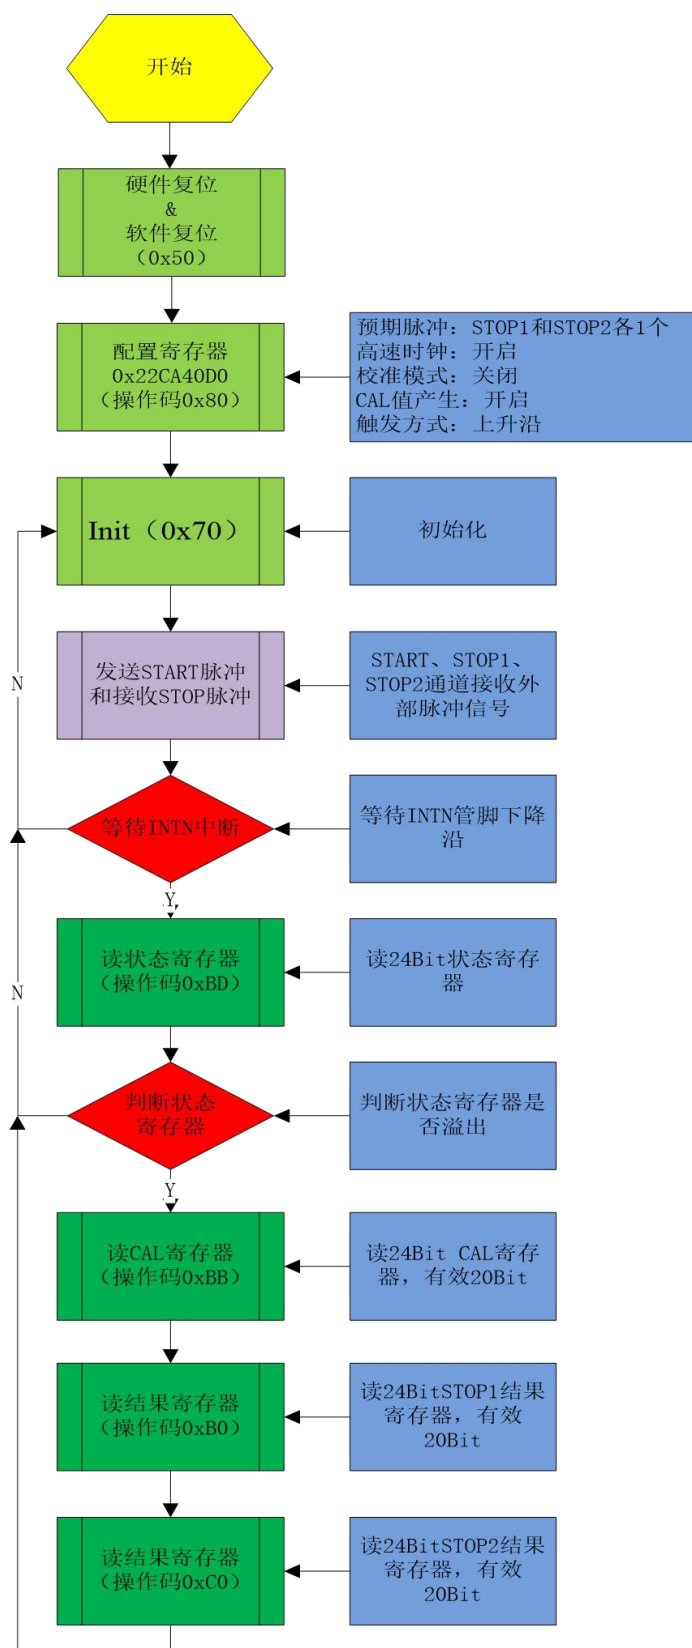 开始
硬件复位
&
软件复位
（0x50）
配置寄存器
0x22CA40D0
（操作码0x80）
预期脉冲：STOP1和STOP2各1个
高速时钟：开启
校准模式：关闭
CAL值产生：开启
触发方式：上升沿
Init（0x70）
初始化
发送START脉冲
和接收STOP脉冲
START、STOP1、
STOP2通道接收外
部脉冲信号
N
等待INTN中断
等待INTN管脚下降
沿
Y
读状态寄存器
（操作码0xBD）
读24Bit状态寄存
器
N
判断状态
寄存器
判断状态寄存器是
否溢出
Y
读CAL寄存器
（操作码0xBB）
读24Bit CAL寄存
器，有效20Bit
读结果寄存器
（操作码0xB0）
读24BitSTOP1结果
寄存器，有效
20Bit
读结果寄存器
（操作码0xC0）
读24BitSTOP2结果
寄存器，有效
20Bit